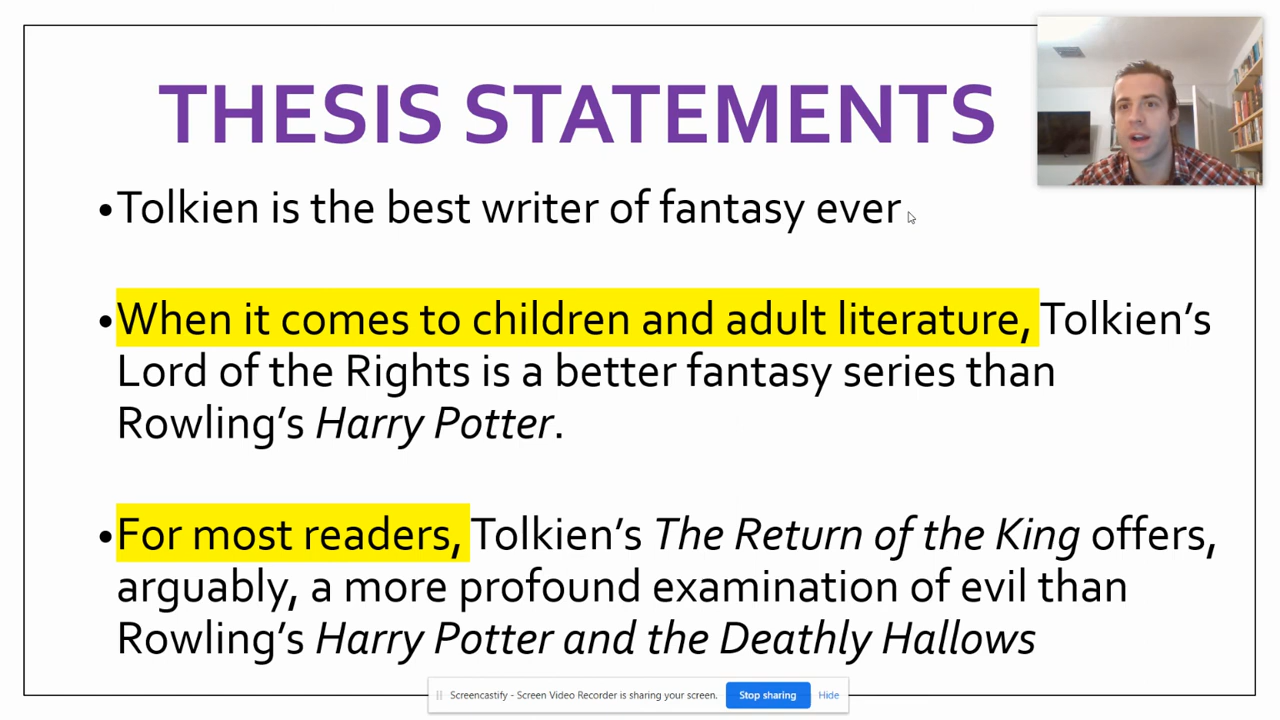 THESIS STATEMENTS
•Tolkien is the best writer of fantasy ever
•When it comes to children and adult literature, Tolkien’s
Lord of the Rights is a better fantasy series than
Rowling’s Harry Potter.
•For most readers, Tolkien’s The Return of the King offers,
arguably, a more profound examination of evil than
Rowling’s Harry Potter and the Deathly Hallows
Screencastify - Screen Video Recorder is sharing your screen. Stop sharing Hide